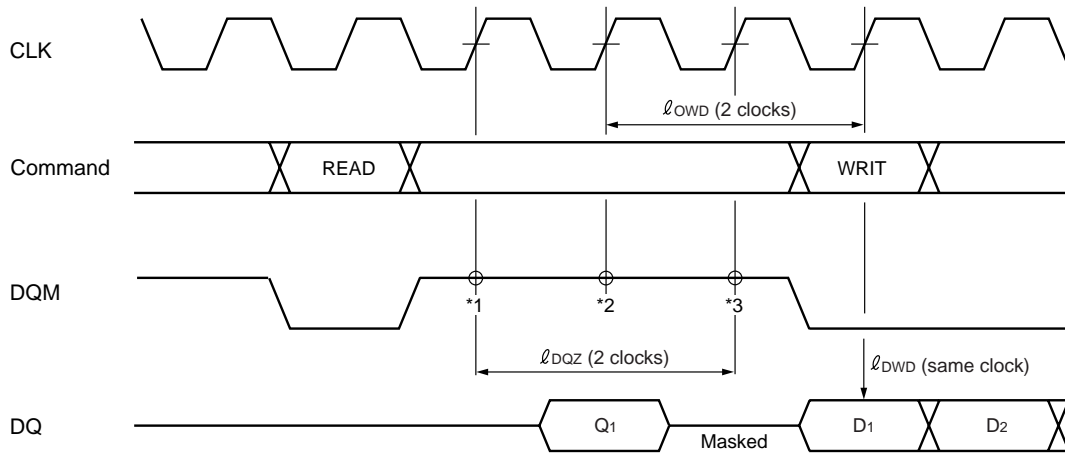 CLK
ℓOWD (2 clocks)
Command READ WRIT
DQM
*1 *2 *3
ℓDQZ (2 clocks)
ℓDWD (same clock)
DQ Q1 Masked D1 D2